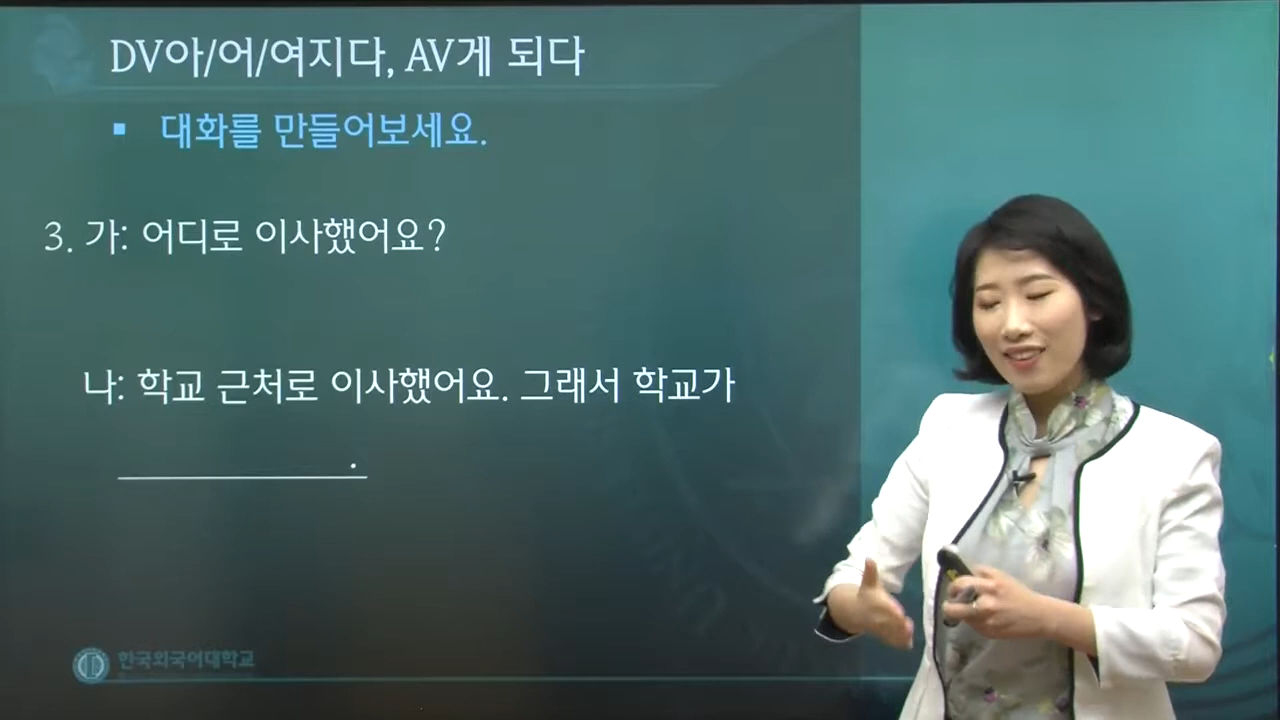 DV아/어/여지다, AV게 되다
▪ 대화를 만들어보세요.
3. 가: 어디로 이사했어요?
나: 학교 근처로 이사했어요. 그래서 학교가
____________.
한국외국어대학교